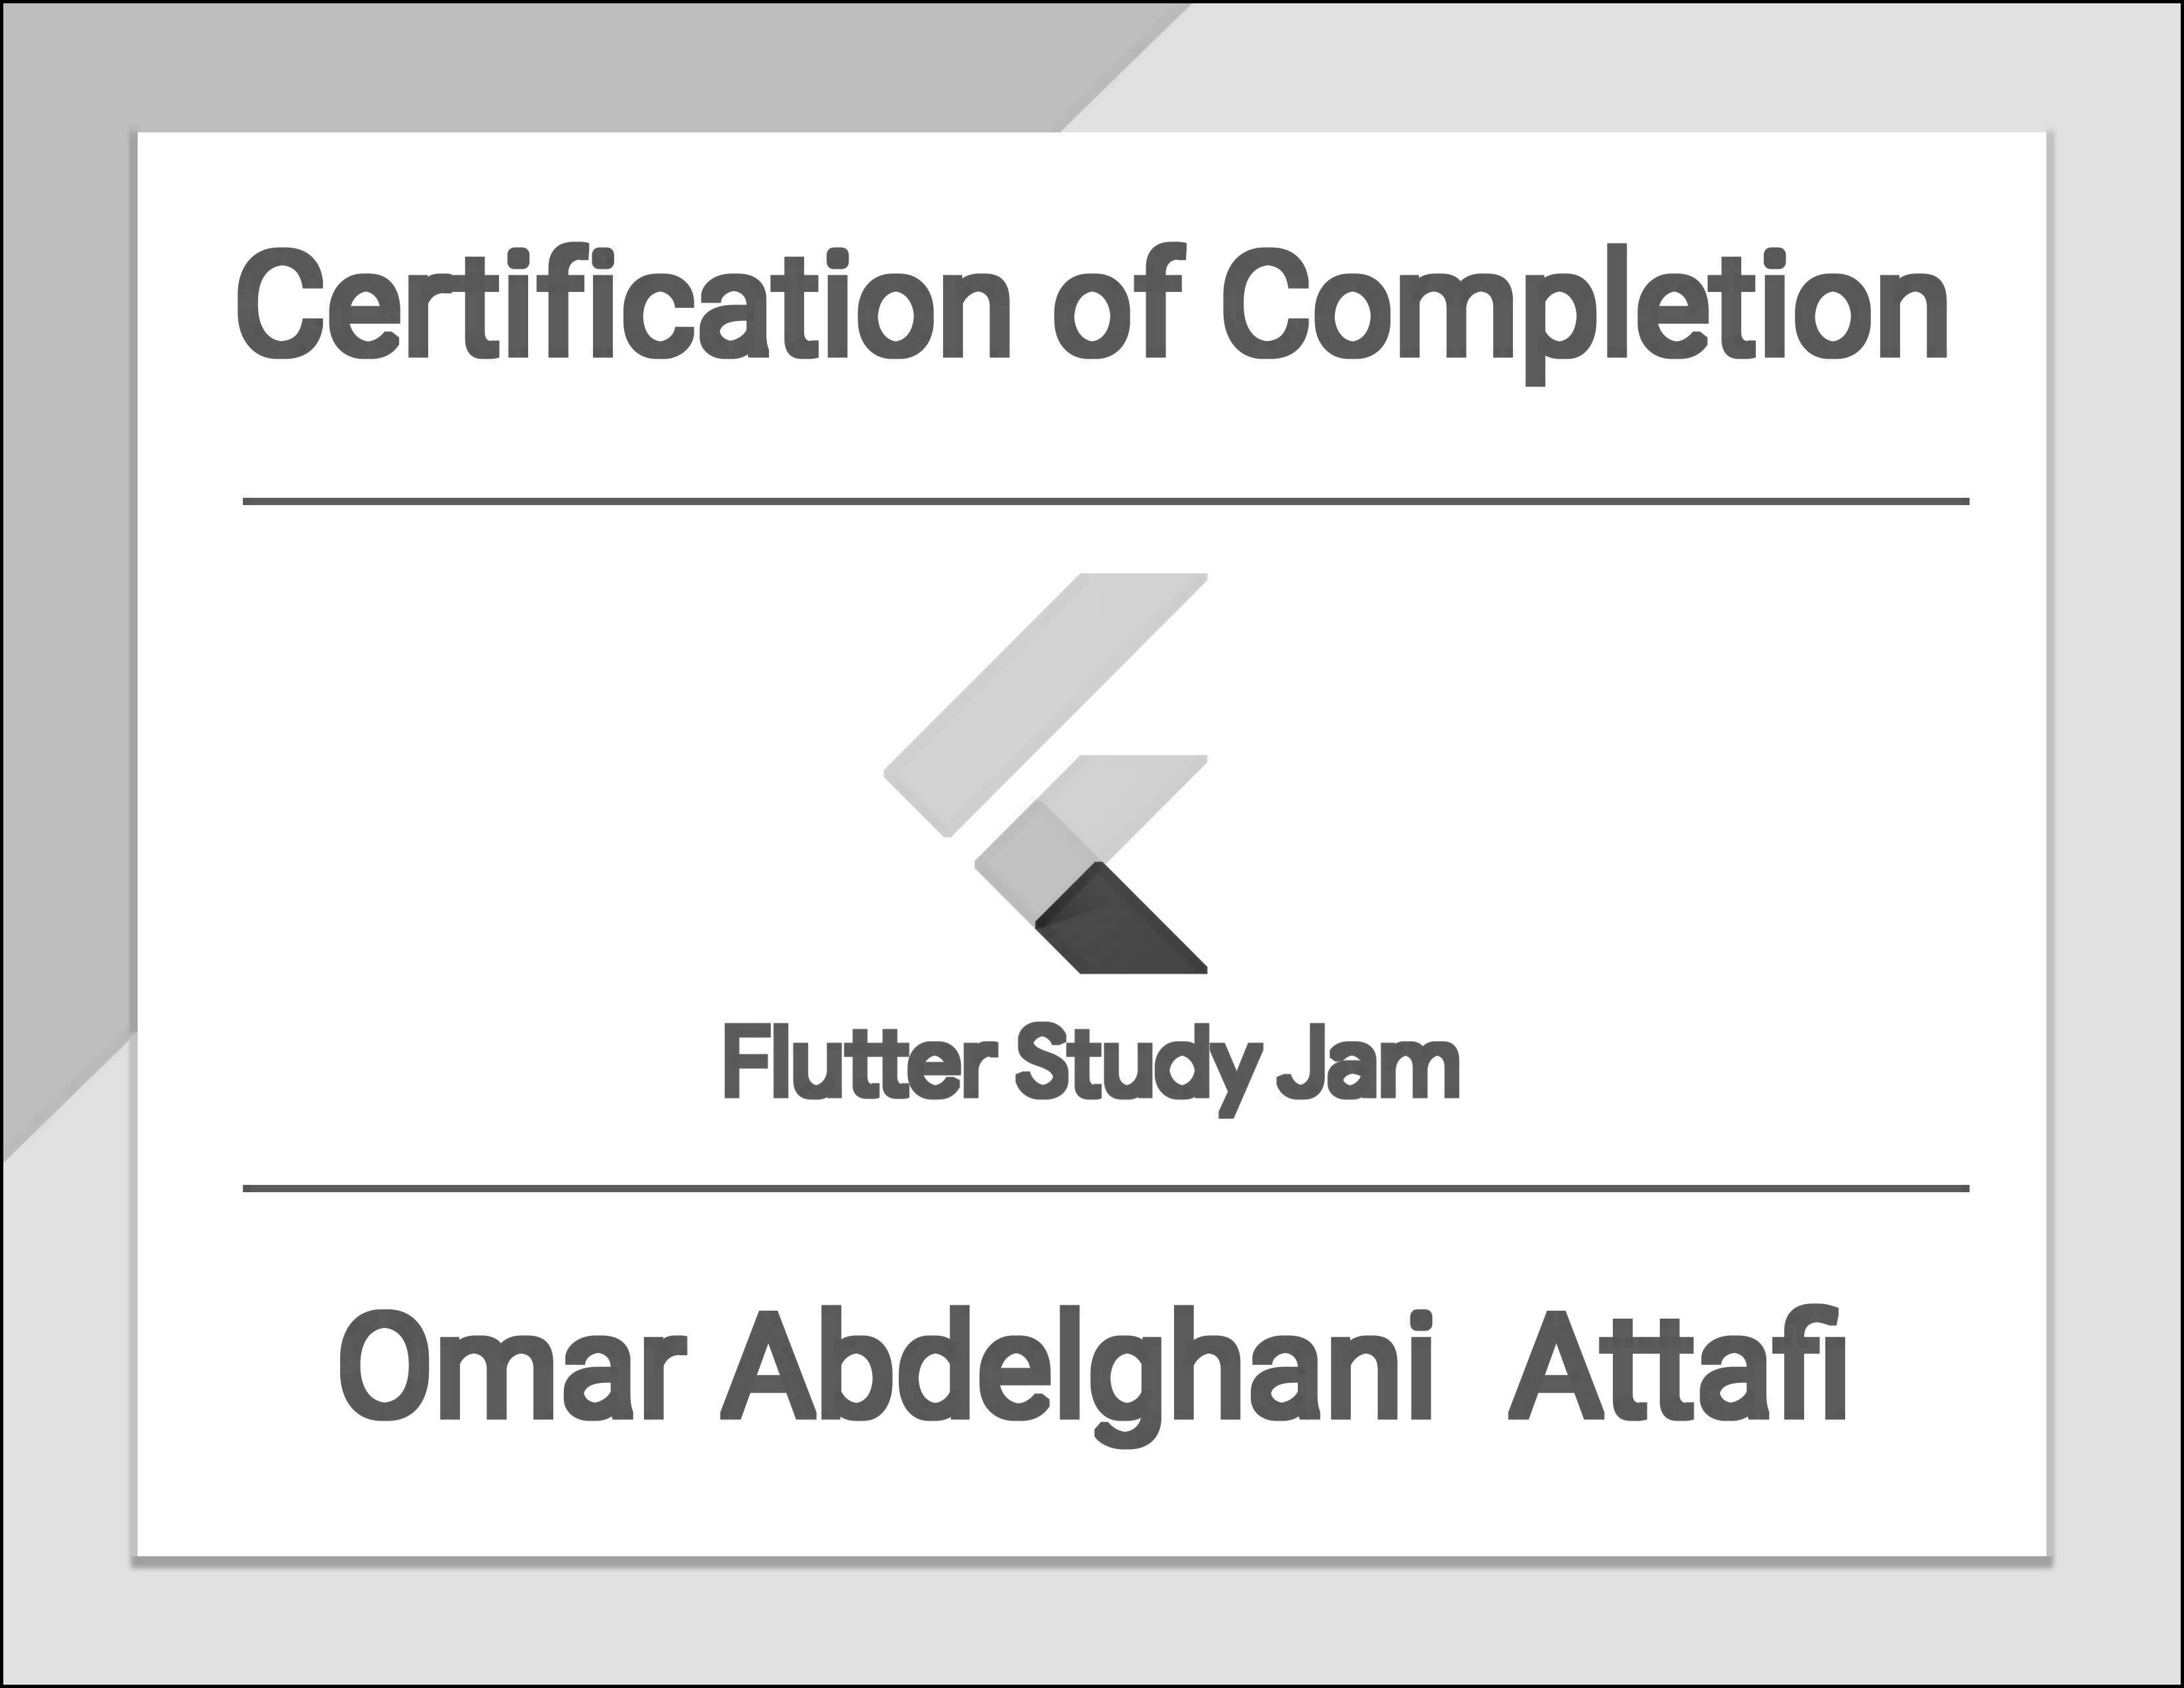 Certification of Completion
Flutter Study Jam
Omar Abdelghani Attafi